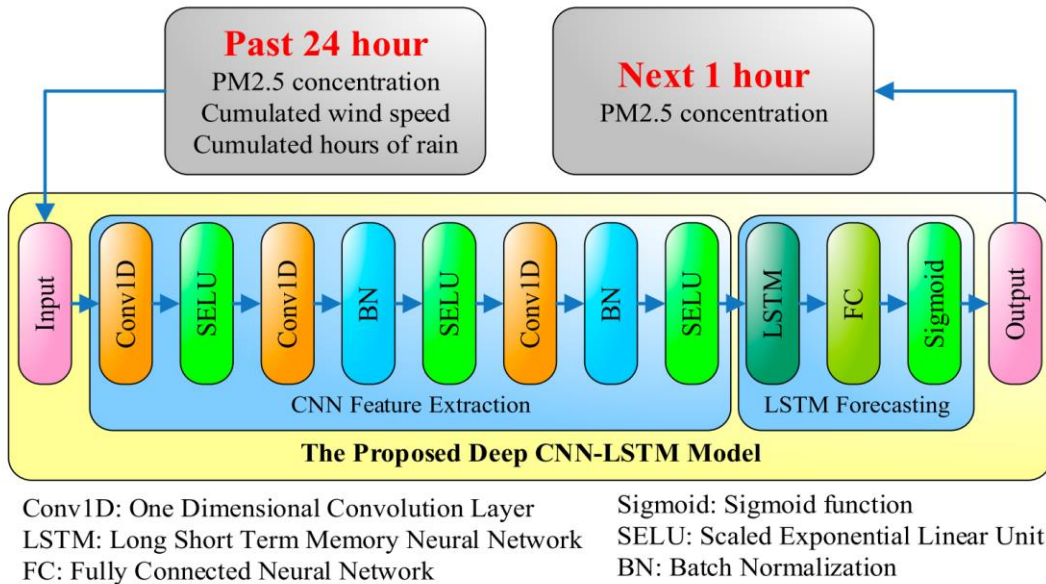 Past 24 hour
PM2.5 concentration
Cumulated wind speed
Cumulated hours of rain
Next 1 hour
PM2.5 concentration
Input
Conv1D
SELU
Conv1D
BN
SELU
Conv1D
BN
SELU
CNN Feature Extraction
LSTM
FC
Sigmoid
LSTM Forecasting
Output
The Proposed Deep CNN-LSTM Model
Conv1D: One Dimensional Convolution Layer
LSTM: Long Short Term Memory Neural Network
FC: Fully Connected Neural Network
Sigmoid: Sigmoid function
SELU: Scaled Exponential Linear Unit
BN: Batch Normalization